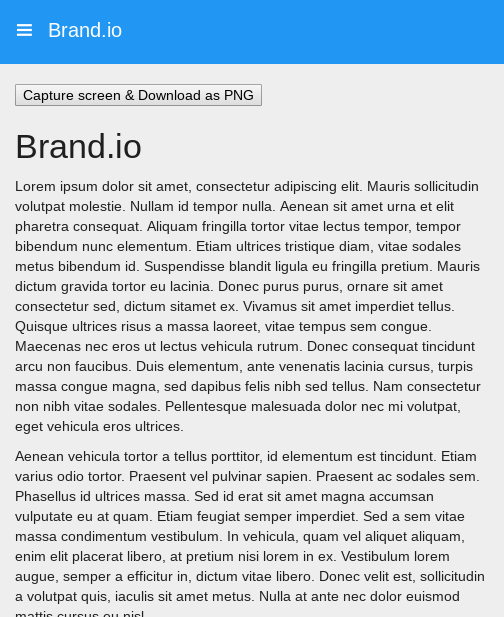 Brand.io
Capture screen & Download as PNG
Brand.io
Lorem ipsum dolor sit amet, consectetur adipiscing elit. Mauris sollicitudin
volutpat molestie. Nullam id tempor nulla. Aenean sit amet urna et elit
pharetra consequat. Aliquam fringilla tortor vitae lectus tempor, tempor
bibendum nunc elementum. Etiam ultrices tristique diam, vitae sodales
metus bibendum id. Suspendisse blandit ligula eu fringilla pretium. Mauris
dictum gravida tortor eu lacinia. Donec purus purus, ornare sit amet
consectetur sed, dictum sitamet ex. Vivamus sit amet imperdiet tellus.
Quisque ultrices risus a massa laoreet, vitae tempus sem congue.
Maecenas nec eros ut lectus vehicula rutrum. Donec consequat tincidunt
arcu non faucibus. Duis elementum, ante venenatis lacinia cursus, turpis
massa congue magna, sed dapibus felis nibh sed tellus. Nam consectetur
non nibh vitae sodales. Pellentesque malesuada dolor nec mi volutpat,
eget vehicula eros ultrices.
Aenean vehicula tortor a tellus porttitor, id elementum est tincidunt. Etiam
varius odio tortor. Praesent vel pulvinar sapien. Praesent ac sodales sem.
Phasellus id ultrices massa. Sed id erat sit amet magna accumsan
vulputate eu at quam. Etiam feugiat semper imperdiet. Sed a sem vitae
massa condimentum vestibulum. In vehicula, quam vel aliquet aliquam,
enim elit placerat libero, at pretium nisi lorem in ex. Vestibulum lorem
augue, semper a efficitur in, dictum vitae libero. Donec velit est, sollicitudin
a volutpat quis, iaculis sit amet metus. Nulla at ante nec dolor euismod
mattis cursus eu nisl.